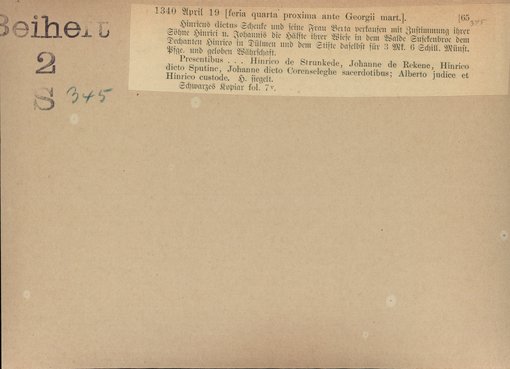 Beiheft
2
S 345
1340 April 19 [feria quarta proxima ante Georgii mart.]. [65
345
Hinricus dictus Schenke und seine Frau Berta verkaufen mit Zustimmung ihrer
Söhne Hinrici u. Johannis die Hälfte ihrer Wiese in dem Walde Susekenbroc dem
Dechanten Hinrico in Dülmen und dem Stifte daselbst für 3 Mk. 6 Schill. Münst.
Pfge. und geloben Währschaft.
Presentibus . . . Hinrico de Strunkede, Johanne de Rekene, Hinrico
dicto Sputinc, Johanne dicto Corenseleghe sacerdotibus; Alberto judice et
Hinrico custode. H. siegelt.
Schwarzes Kopiar fol. 7v.